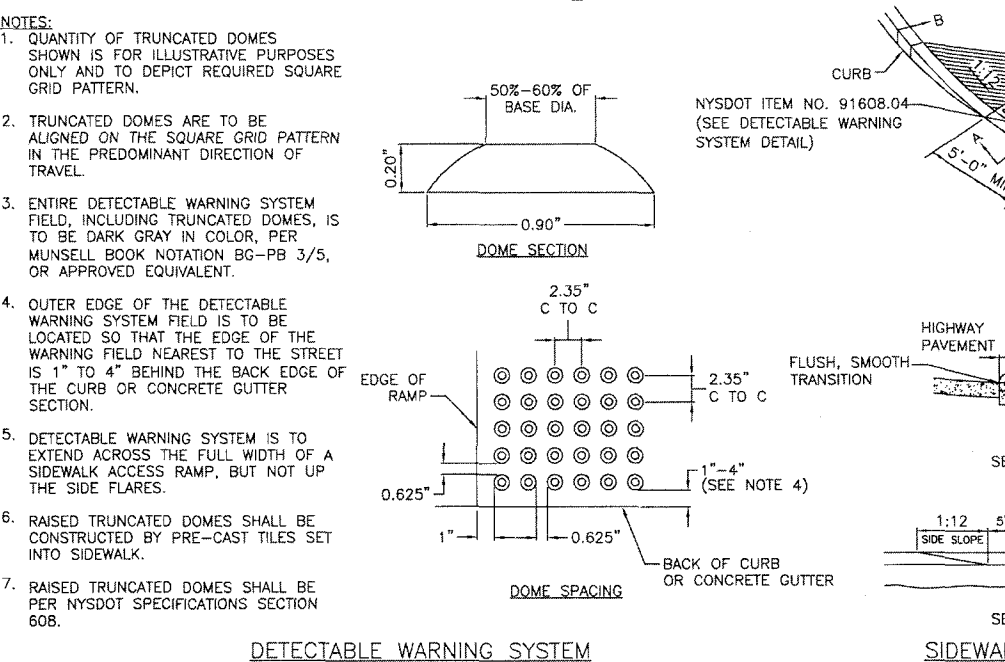 NOTES:
1. QUANTITY OF TRUNCATED DOMES
SHOWN IS FOR ILLUSTRATIVE PURPOSES
ONLY AND TO DEPICT REQUIRED SQUARE
GRID PATTERN.
2. TRUNCATED DOMES ARE TO BE
ALIGNED ON THE SQUARE GRID PATTERN
IN THE PREDOMINANT DIRECTION OF
TRAVEL.
3. ENTIRE DETECTABLE WARNING SYSTEM
FIELD, INCLUDING TRUNCATED DOMES, IS
TO BE DARK GRAY IN COLOR, PER
MUNSELL BOOK NOTATION BG-PB 3/5,
OR APPROVED EQUIVALENT.
4. OUTER EDGE OF THE DETECTABLE
WARNING SYSTEM FIELD IS TO BE
LOCATED SO THAT THE EDGE OF THE
WARNING FIELD NEAREST TO THE STREET
IS 1" TO 4" BEHIND THE BACK EDGE OF
THE CURB OR CONCRETE GUTTER
SECTION.
5. DETECTABLE WARNING SYSTEM IS TO
EXTEND ACROSS THE FULL WIDTH OF A
SIDEWALK ACCESS RAMP, BUT NOT UP
THE SIDE FLARES.
6. RAISED TRUNCATED DOMES SHALL BE
CONSTRUCTED BY PRE-CAST TILES SET
INTO SIDEWALK.
7. RAISED TRUNCATED DOMES SHALL BE
PER NYSDOT SPECIFICATIONS SECTION
608.
50%-60% OF
BASE DIA.
0.20"
0.90"
DOME SECTION
2.35"
C TO C
EDGE OF
RAMP
2.35"
C TO C
0.625"
1"-4"
(SEE NOTE 4)
1"
0.625"
BACK OF CURB
OR CONCRETE GUTTER
DOME SPACING
DETECTABLE WARNING SYSTEM
B
CURB
1:12
NYSDOT ITEM NO. 91608.04
(SEE DETECTABLE WARNING
SYSTEM DETAIL)
A
5'-0"
HIGHWAY
PAVEMENT
FLUSH, SMOOTH
TRANSITION
1:12
SIDE SLOPE